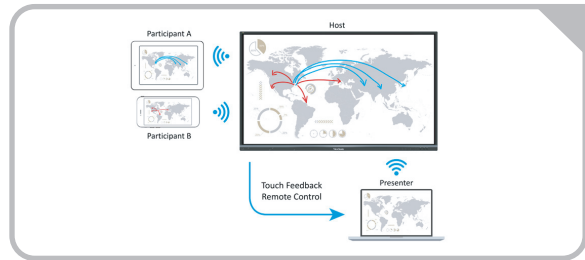 Host
Participant A
Participant B
Touch Feedback
Remote Control
Presenter